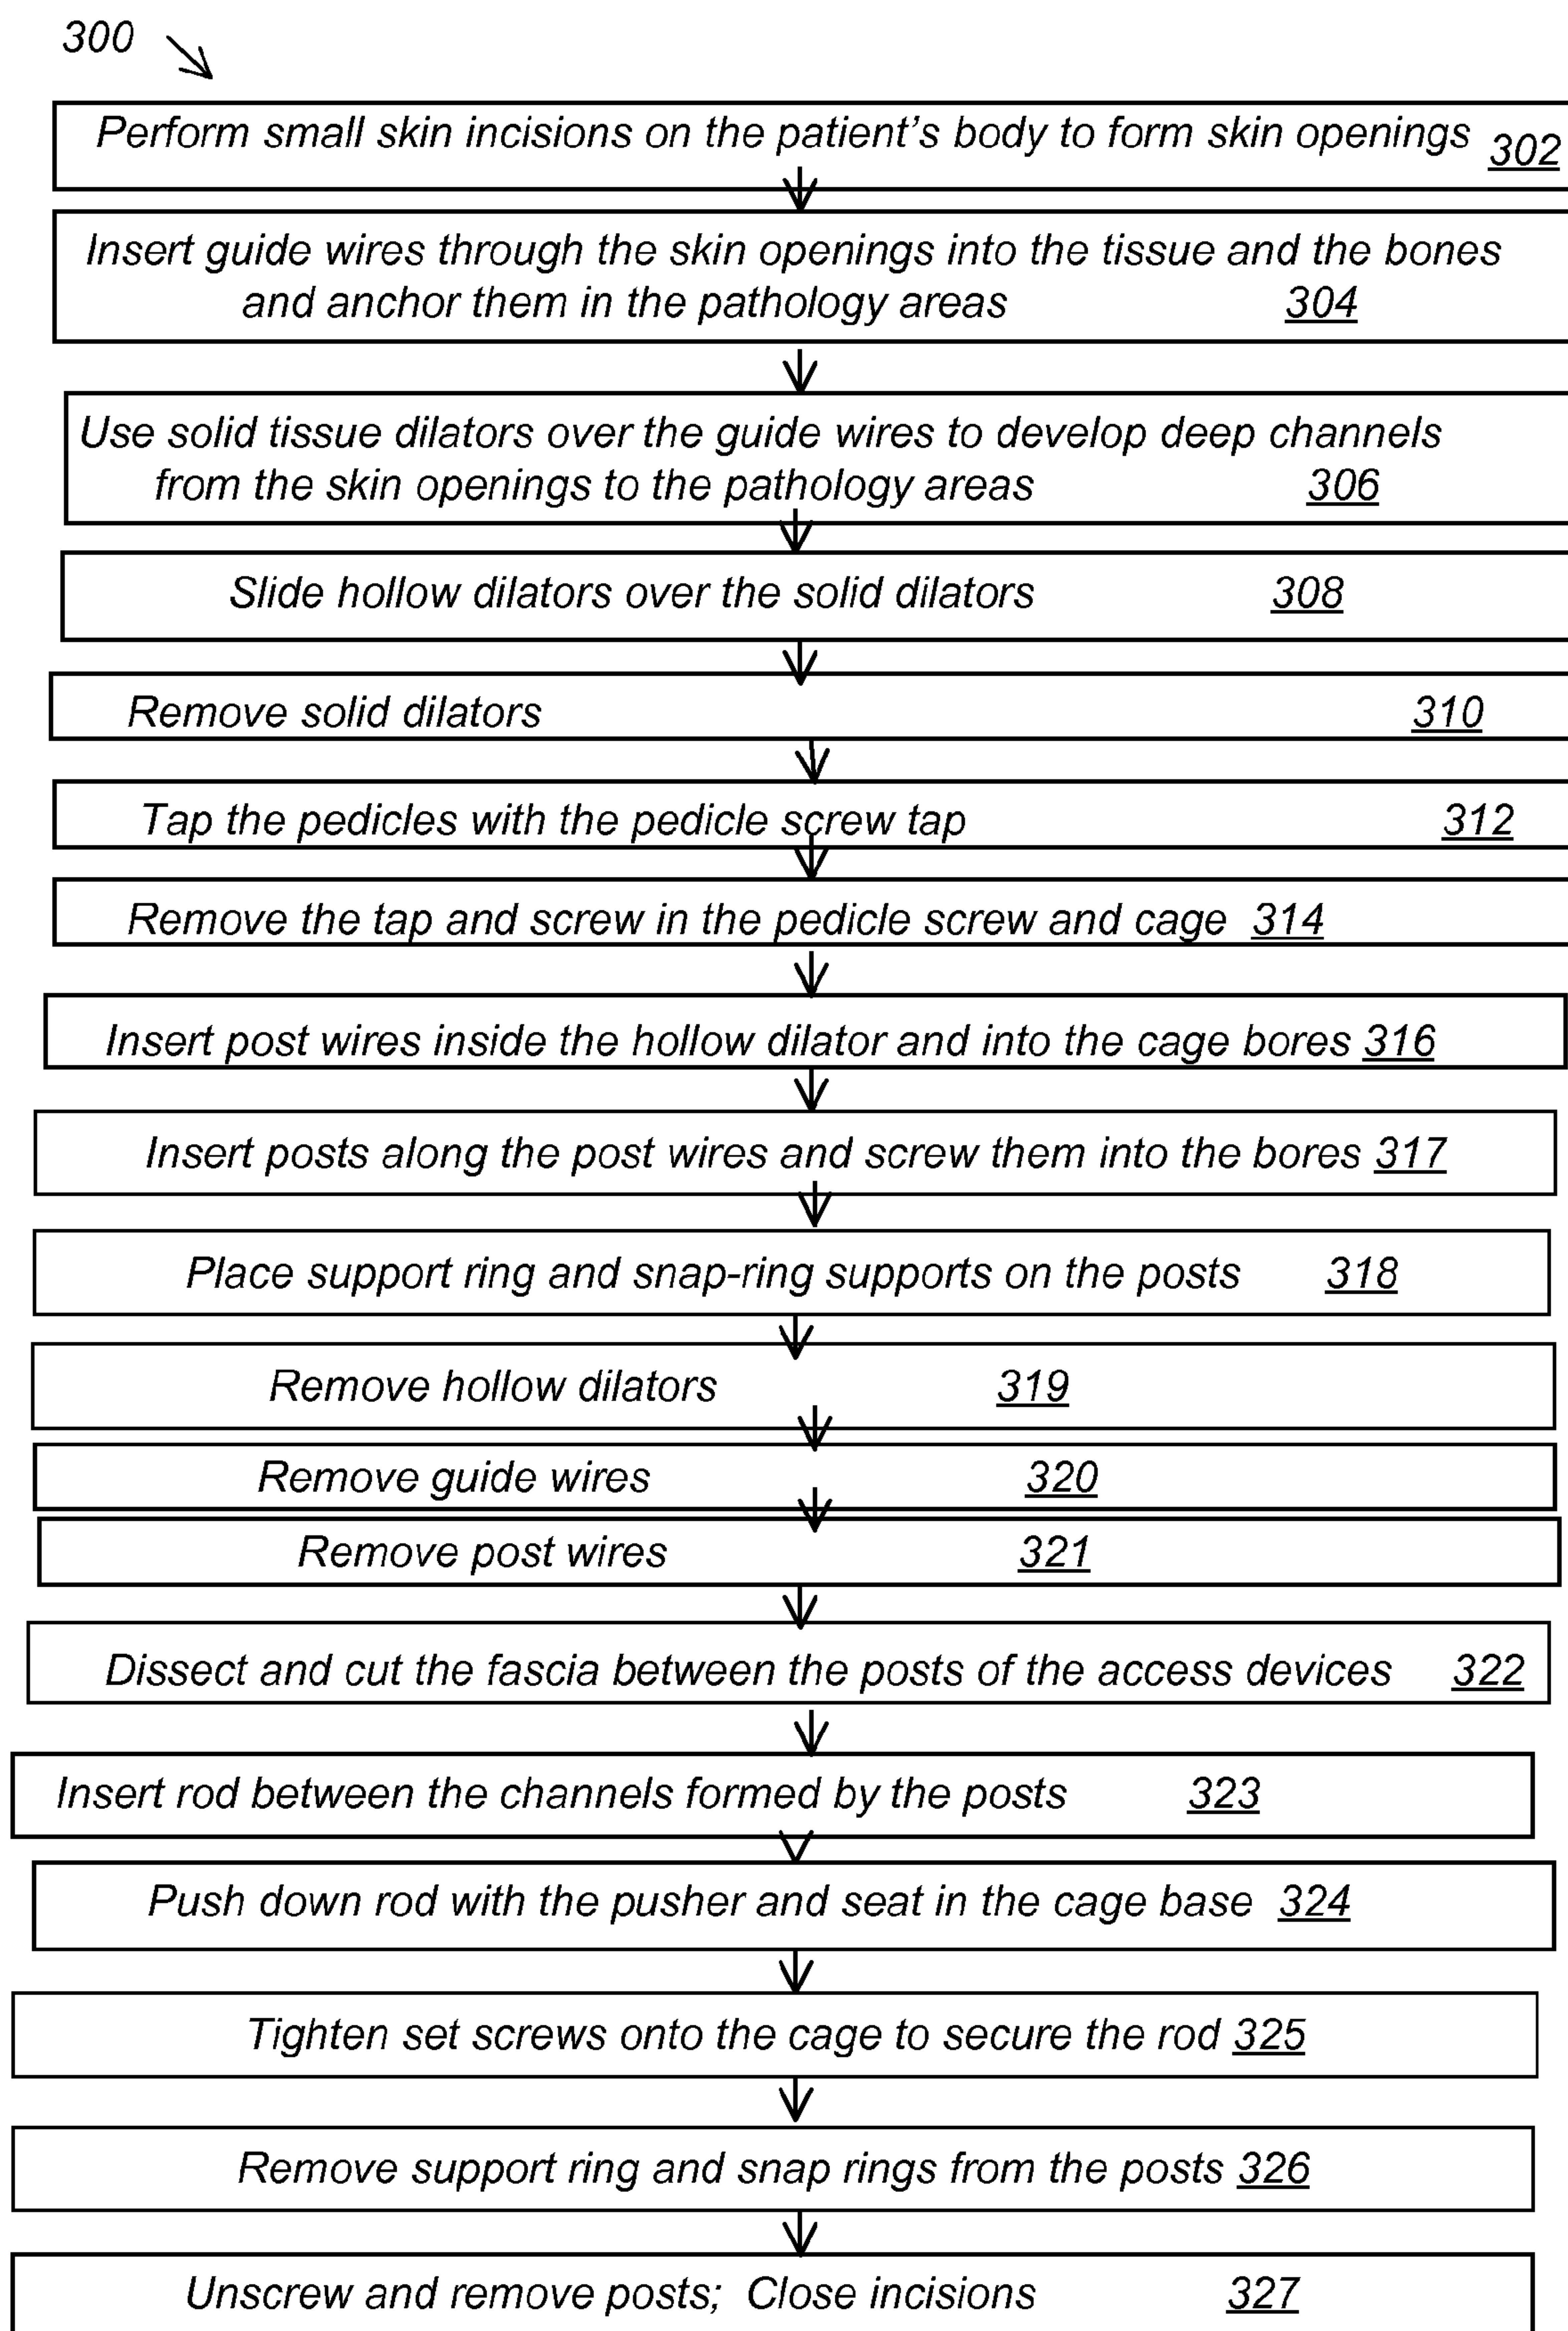 300
Perform small skin incisions on the patient's body to form skin openings 302
Insert guide wires through the skin openings into the tissue and the bones
and anchor them in the pathology areas 304
Use solid tissue dilators over the guide wires to develop deep channels
from the skin openings to the pathology areas 306
Slide hollow dilators over the solid dilators 308
Remove solid dilators 310
Tap the pedicles with the pedicle screw tap 312
Remove the tap and screw in the pedicle screw and cage 314
Insert post wires inside the hollow dilator and into the cage bores 316
Insert posts along the post wires and screw them into the bores 317
Place support ring and snap-ring supports on the posts 318
Remove hollow dilators 319
Remove guide wires 320
Remove post wires 321
Dissect and cut the fascia between the posts of the access devices 322
Insert rod between the channels formed by the posts 323
Push down rod with the pusher and seat in the cage base 324
Tighten set screws onto the cage to secure the rod 325
Remove support ring and snap rings from the posts 326
Unscrew and remove posts; Close incisions 327